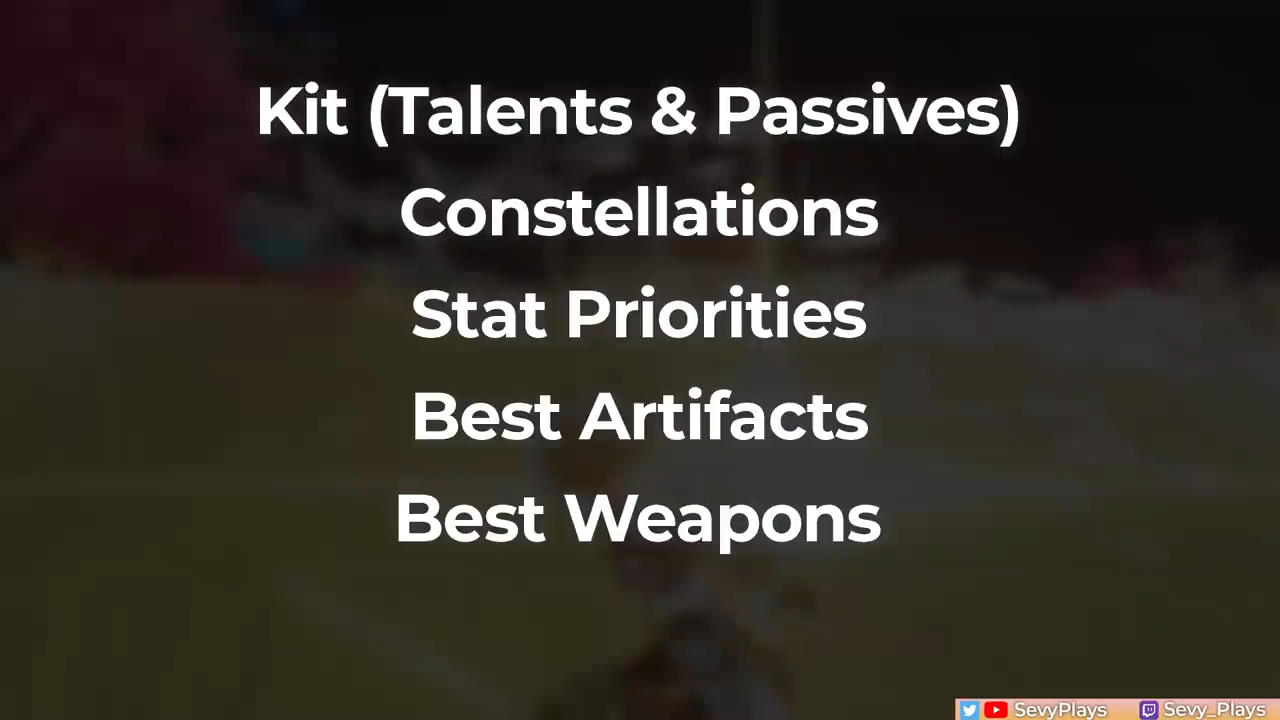 Kit (Talents & Passives)
Constellations
Stat Priorities
Best Artifacts
Best Weapons
SevyPlays Sevy_Plays